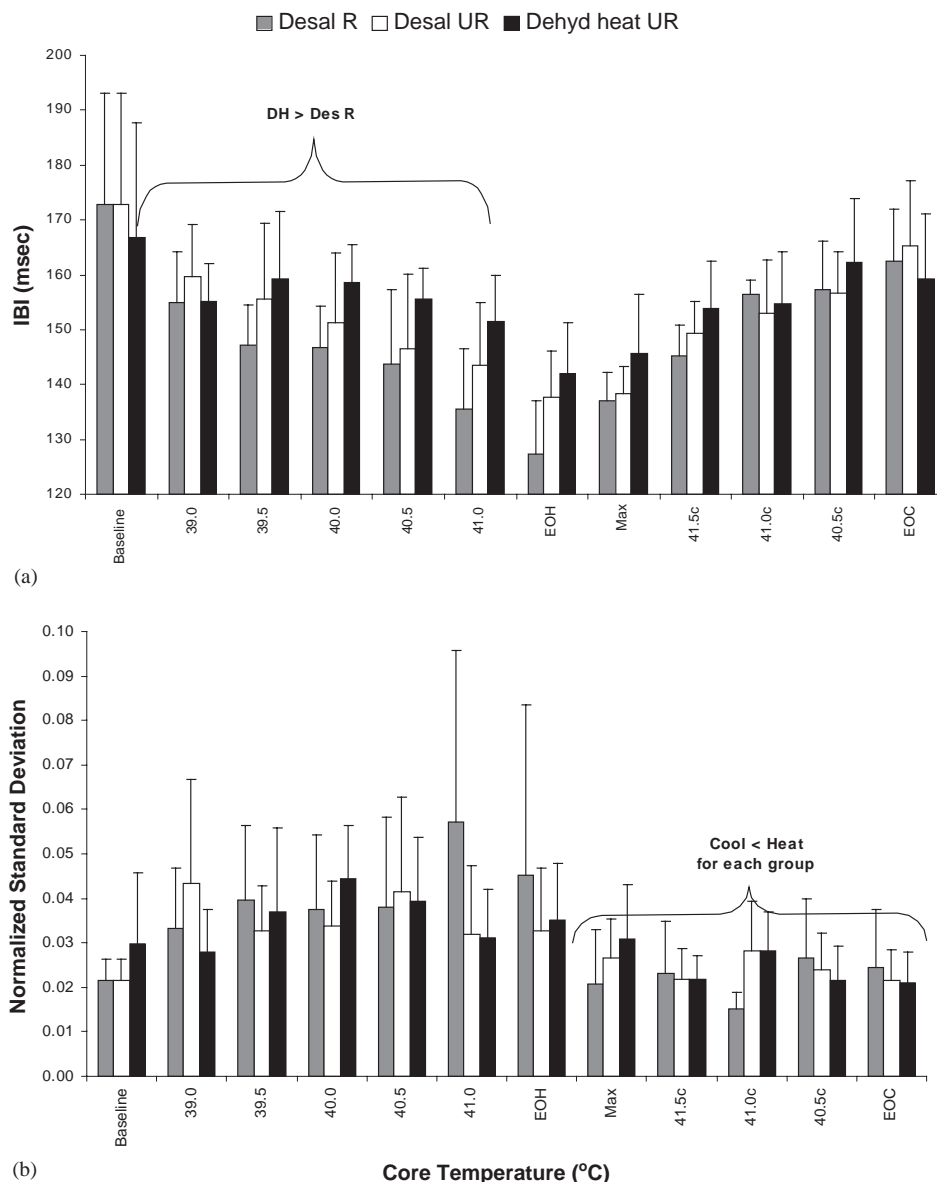 Desal R Desal UR Dehyd heat UR
200
190
180
170
160
150
140
130
120
IBI (msec)
DH > Des R
Baseline
39.0
39.5
40.0
40.5
41.0
EOH
Max
41.5c
41.0c
40.5c
EOC
(a)
0.10
0.09
0.08
0.07
0.06
0.05
0.04
0.03
0.02
0.01
0.00
Normalized Standard Deviation
Cool < Heat
for each group
Baseline
39.0
39.5
40.0
40.5
41.0
EOH
Max
41.5c
41.0c
40.5c
EOC
(b)
Core Temperature (°C)